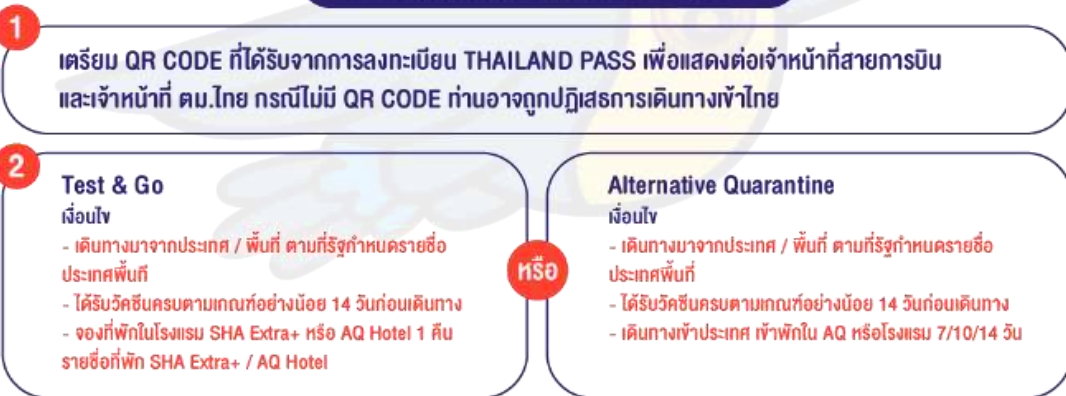 1
เตรียม QR CODE ที่ได้รับจากการลงทะเบียน THAILAND PASS เพื่อแสดงต่อเจ้าหน้าที่สายการบิน
และเจ้าหน้าที่ ตม.ไทย กรณีไม่มี QR CODE ท่านอาจถูกปฏิเสธการเดินทางเข้าไทย
2
Test & Go
เงื่อนไข
- เดินทางมาจากประเทศ / พื้นที่ ตามที่รัฐกำหนดรายชื่อ
ประเทศพื้นที
- ได้รับวัคซีนครบตามเกณฑ์อย่างน้อย 14 วันก่อนเดินทาง
- จองที่พักในโรงแรม SHA Extra+ หรือ AQ Hotel 1 คืน
รายชื่อที่พัก SHA Extra+ / AQ Hotel
หรือ
Alternative Quarantine
เงื่อนไข
- เดินทางมาจากประเทศ / พื้นที่ ตามที่รัฐกำหนดรายชื่อ
ประเทศพื้นที่
- ได้รับวัคซีนครบตามเกณฑ์อย่างน้อย 14 วันก่อนเดินทาง
- เดินทางเข้าประเทศ เข้าพักใน AQ หรือโรงแรม 7/10/14 วัน